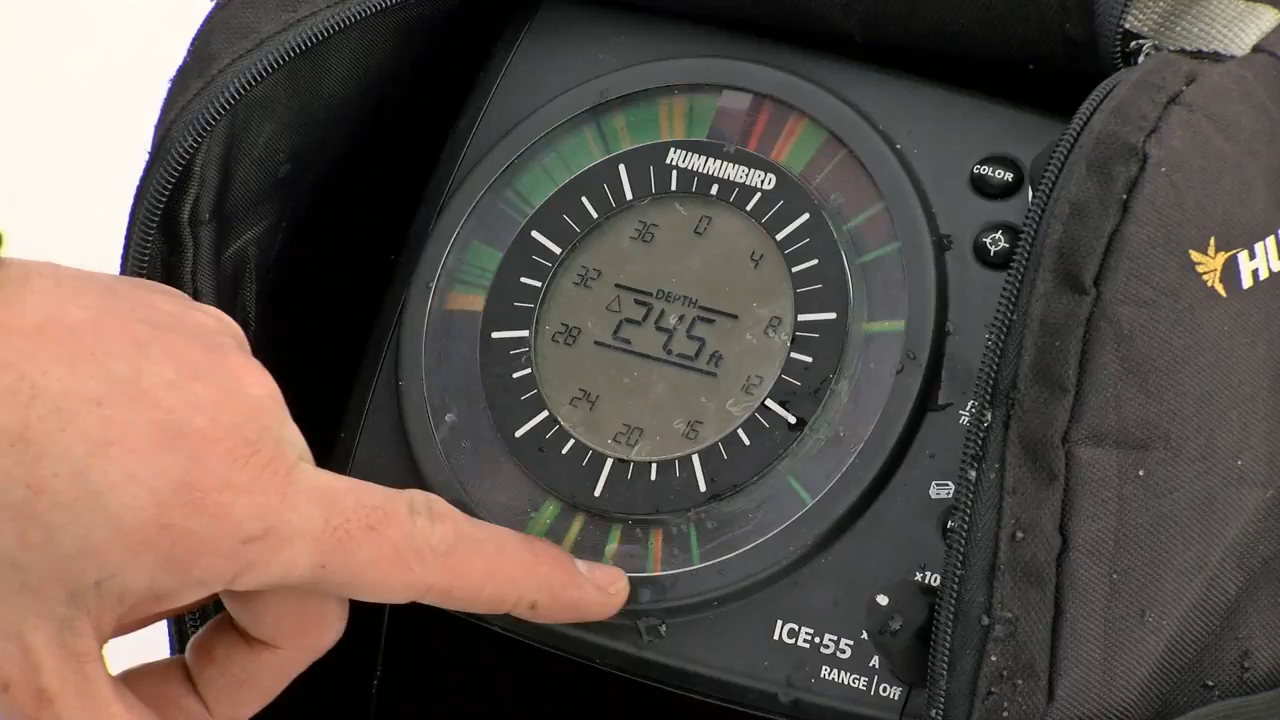 HUMMINBIRD
36
0
4
32
DEPTH
24.5 ft
8
28
12
24
20
16
COLOR
HU
x10
ICE•55
RANGE | Off
A